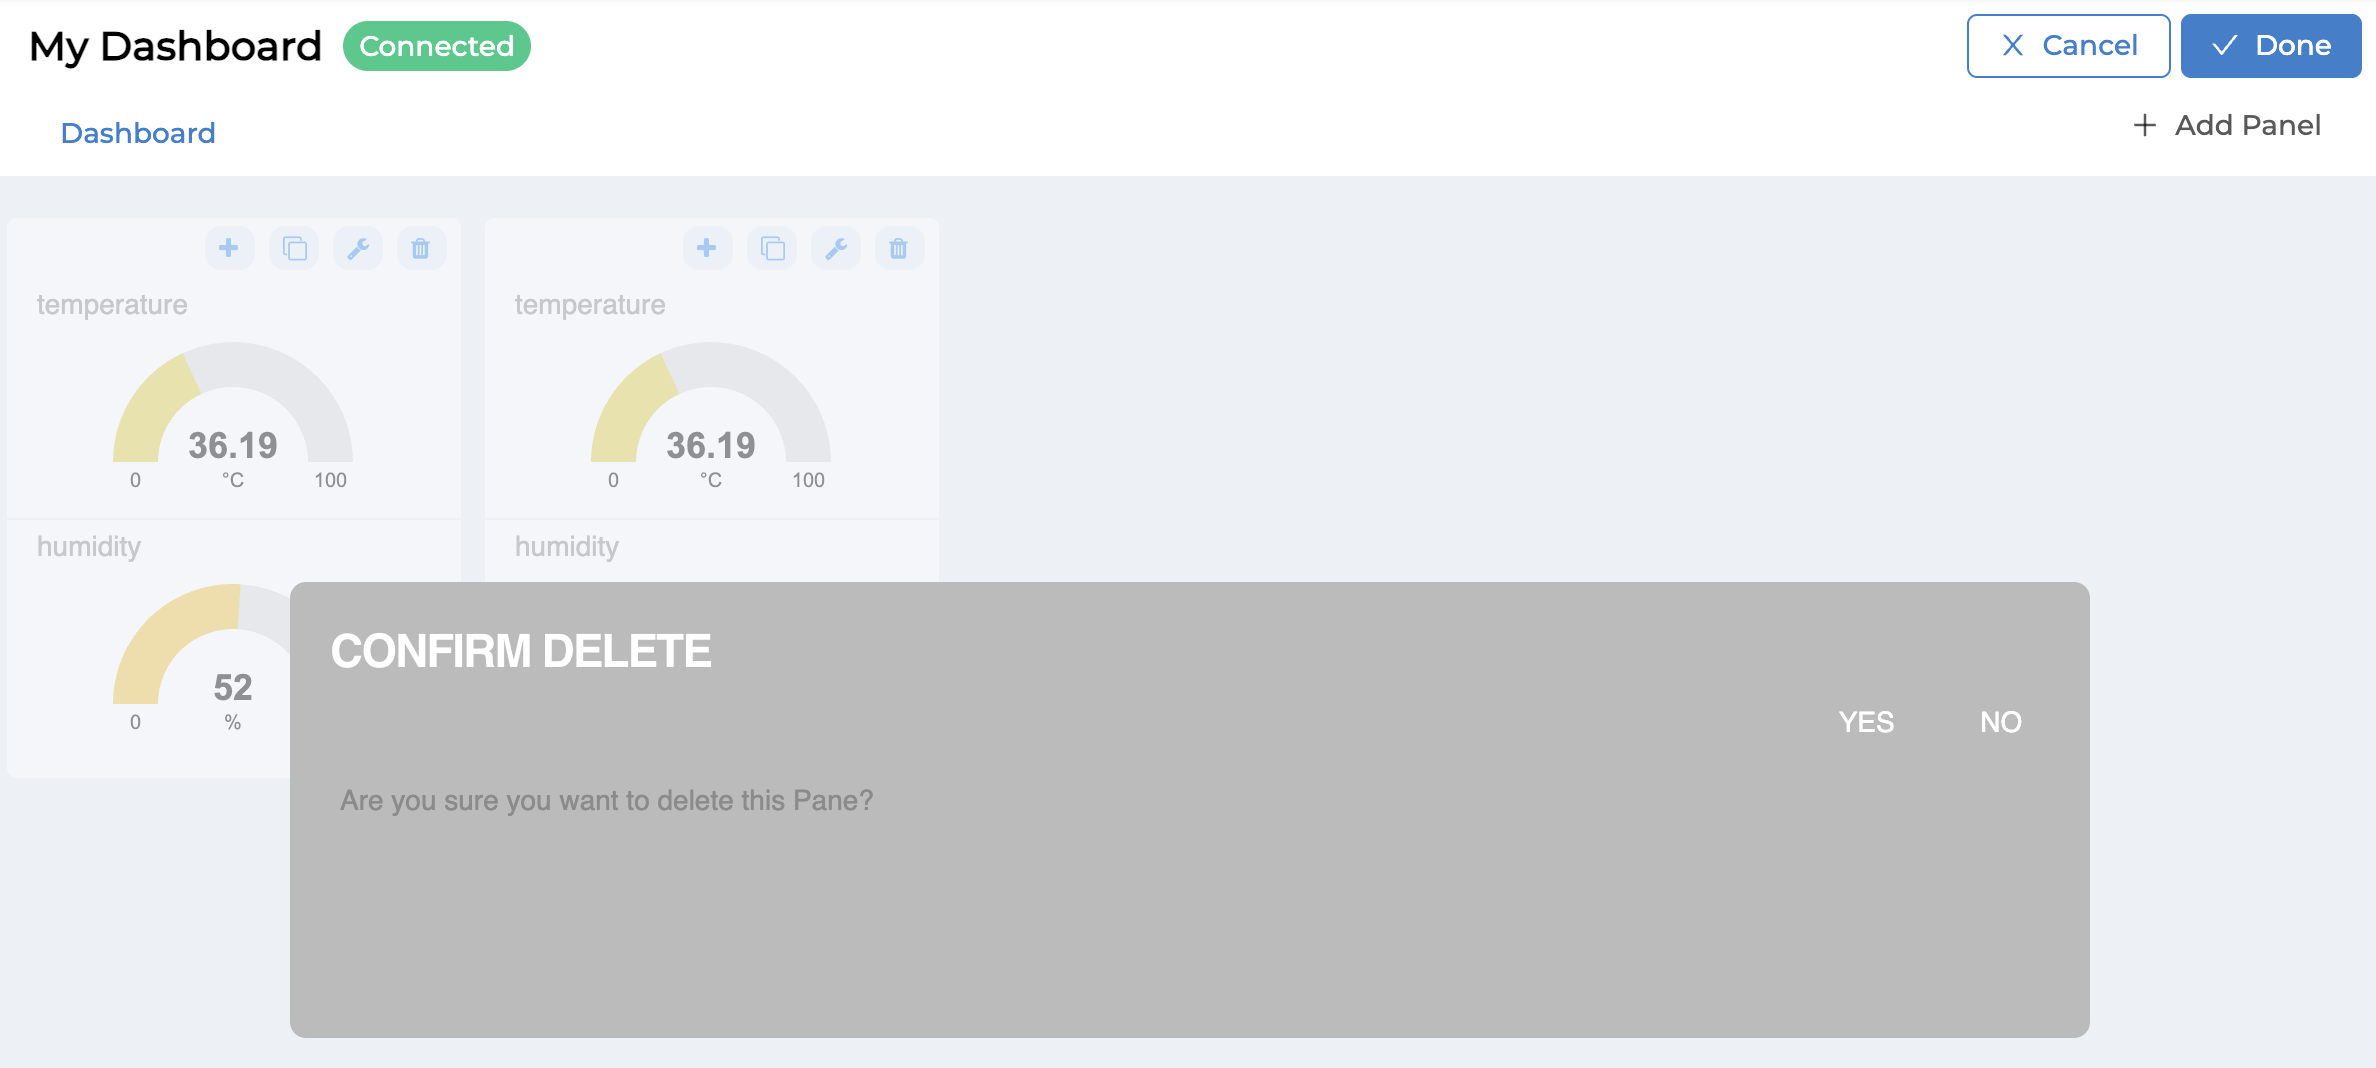 My Dashboard Connected
Cancel Done
Dashboard
Add Panel
temperature
36.19
0 °C 100
temperature
36.19
0 °C 100
humidity
52
0 %
humidity
CONFIRM DELETE
YES NO
Are you sure you want to delete this Pane?